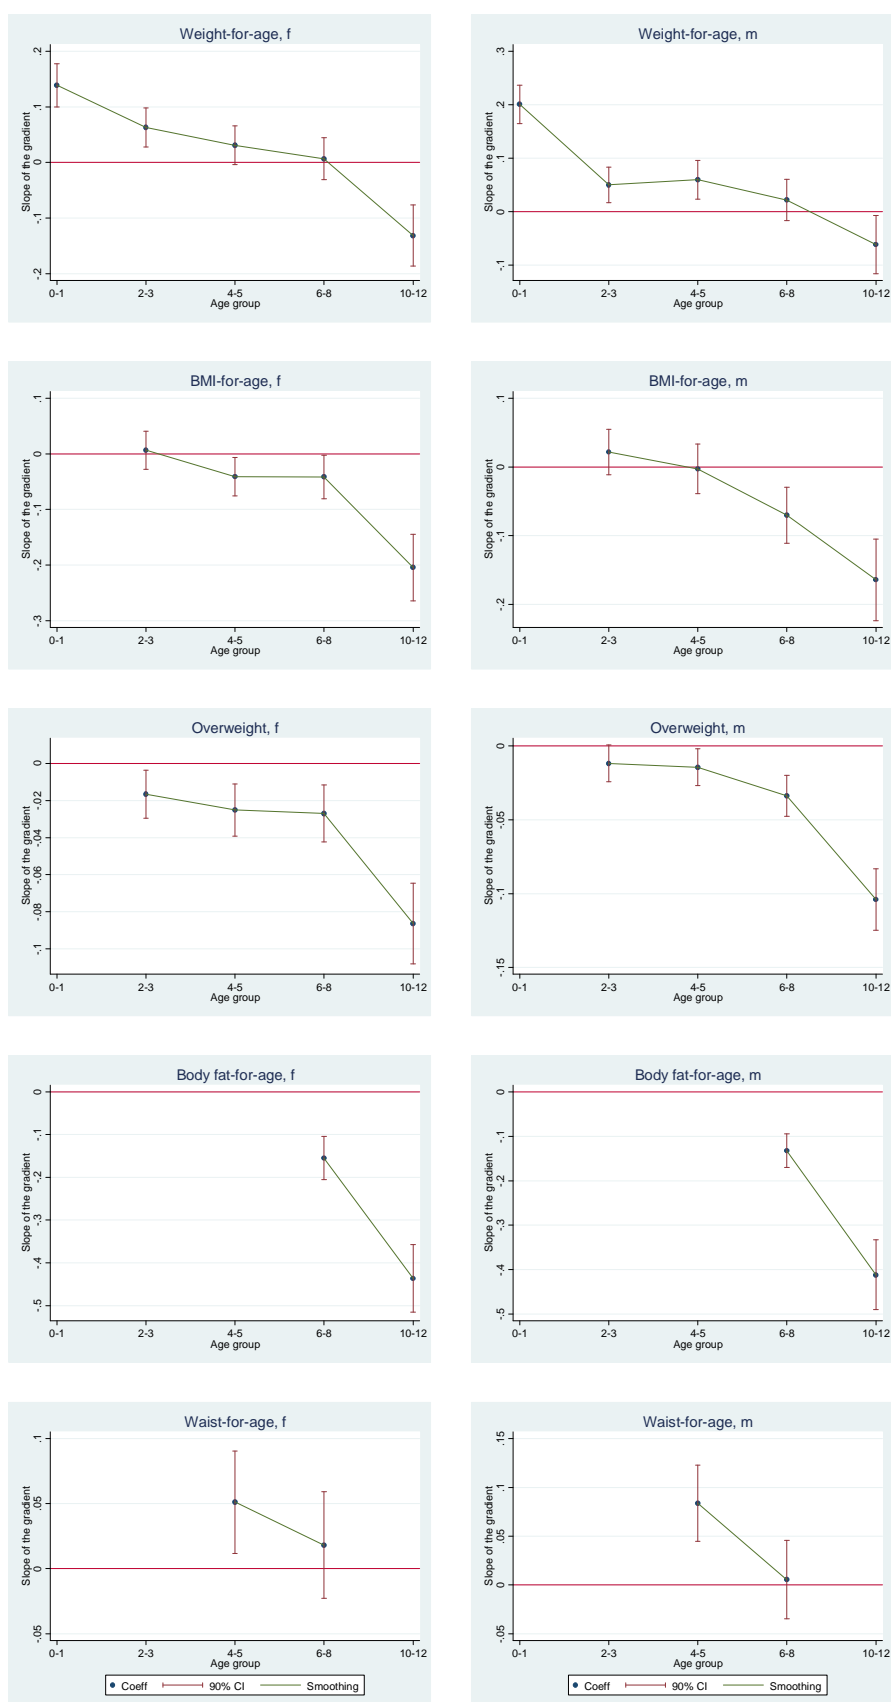 Weight-for-age, f
Slope of the gradient
.2
.1
0
-.1
-.2
0-1 2-3 4-5 6-8 10-12
Age group
Weight-for-age, m
Slope of the gradient
.3
.2
.1
0
-.1
0-1 2-3 4-5 6-8 10-12
Age group
BMI-for-age, f
Slope of the gradient
.1
0
-.1
-.2
-.3
0-1 2-3 4-5 6-8 10-12
Age group
BMI-for-age, m
Slope of the gradient
.1
0
-.1
-.2
0-1 2-3 4-5 6-8 10-12
Age group
Overweight, f
Slope of the gradient
0
-.02
-.04
-.06
-.08
-.1
0-1 2-3 4-5 6-8 10-12
Age group
Overweight, m
Slope of the gradient
0
-.05
-.1
-.15
0-1 2-3 4-5 6-8 10-12
Age group
Body fat-for-age, f
Slope of the gradient
0
-.1
-.2
-.3
-.4
-.5
0-1 2-3 4-5 6-8 10-12
Age group
Body fat-for-age, m
Slope of the gradient
0
-.1
-.2
-.3
-.4
-.5
0-1 2-3 4-5 6-8 10-12
Age group
Waist-for-age, f
Slope of the gradient
.1
.05
0
-.05
0-1 2-3 4-5 6-8 10-12
Age group
Coeff 90% CI Smoothing
Waist-for-age, m
Slope of the gradient
.15
.1
.05
0
-.05
0-1 2-3 4-5 6-8 10-12
Age group
Coeff 90% CI Smoothing